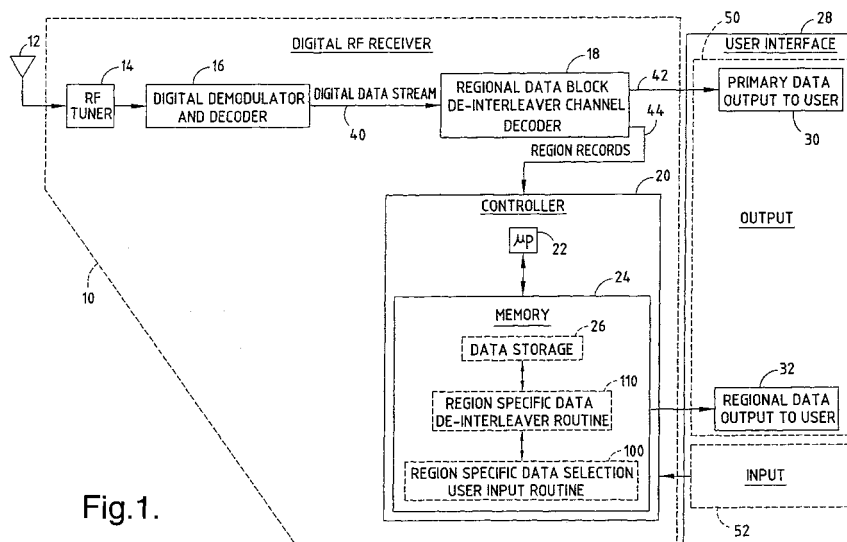 50
28
12
DIGITAL RF RECEIVER
USER INTERFACE
14
16
18
42
RF
TUNER
DIGITAL DEMODULATOR
AND DECODER
DIGITAL DATA STREAM
40
REGIONAL DATA BLOCK
DE-INTERLEAVER CHANNEL
DECODER
PRIMARY DATA
OUTPUT TO USER
30
44
REGION RECORDS
20
CONTROLLER
OUTPUT
μp
22
10
24
MEMORY
26
DATA STORAGE
110
REGION SPECIFIC DATA
DE-INTERLEAVER ROUTINE
32
REGIONAL DATA
OUTPUT TO USER
100
REGION SPECIFIC DATA SELECTION
USER INPUT ROUTINE
INPUT
52
Fig.1.